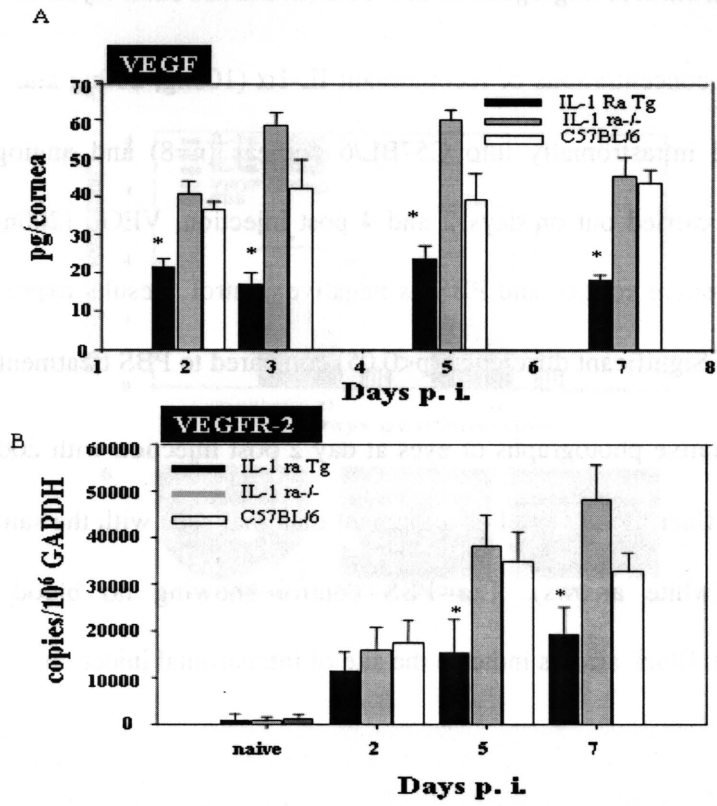 A
VEGF
70
60
50
40
30
20
10
0
pg/cornea
IL-1 Ra Tg
IL-1 ra-/-
C57BL/6
* * * *
1 2 3 4 5 6 7 8
Days p. i.
B
VEGFR-2
60000
50000
40000
30000
20000
10000
0
copies/10⁶ GAPDH
IL-1 ra Tg
IL-1 ra-/-
C57BL/6
* *
naive 2 5 7
Days p. i.